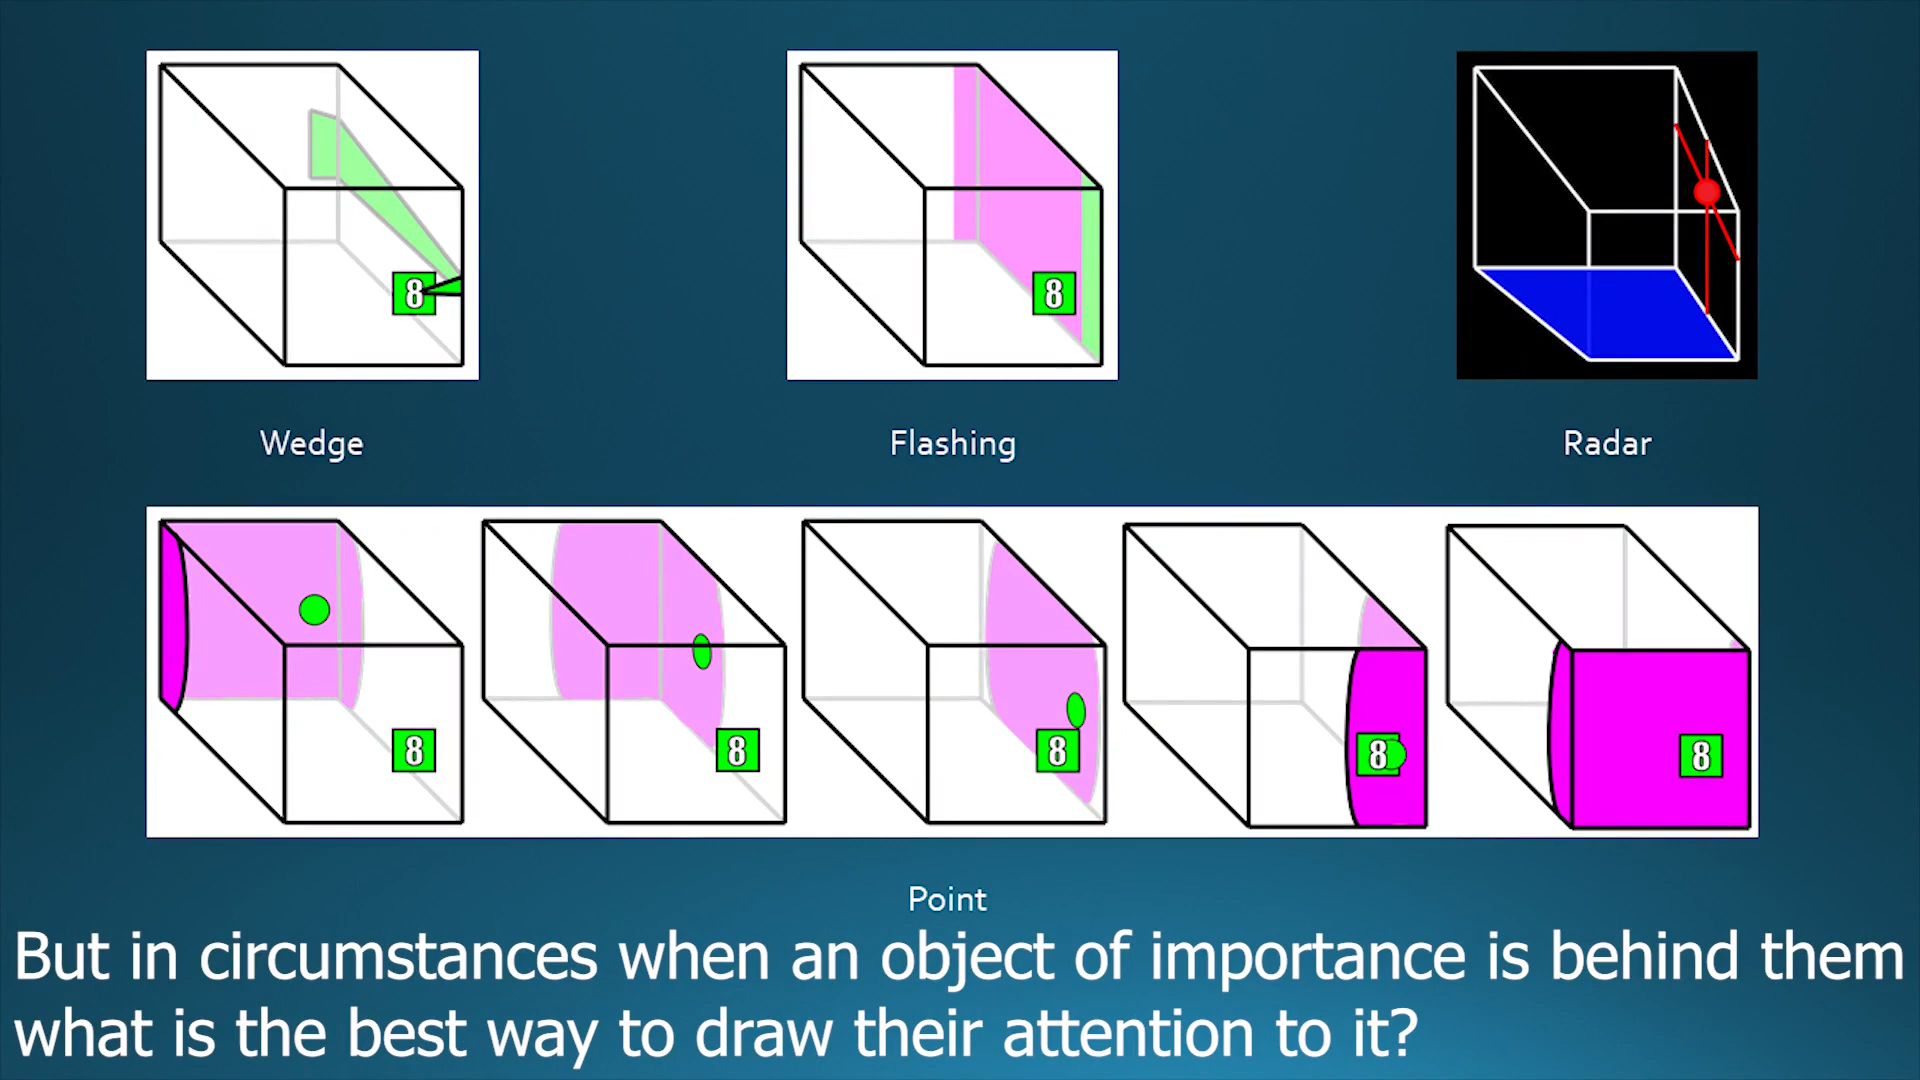 8
8
Wedge
Flashing
Radar
8
8
8
8
8
Point
But in circumstances when an object of importance is behind them
what is the best way to draw their attention to it?